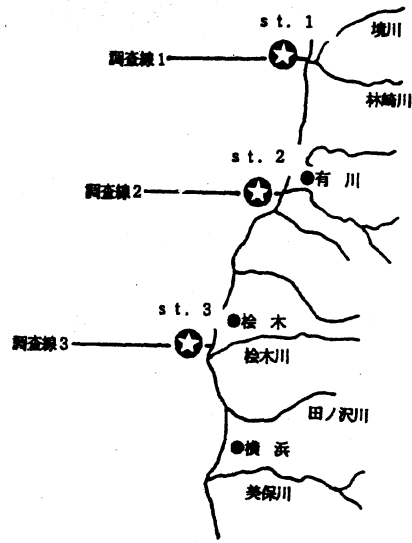 st. 1
境川
調査線1
林崎川
st. 2
有川
調査線2
st. 3
桧木
調査線3
桧木川
田ノ沢川
横浜
美保川